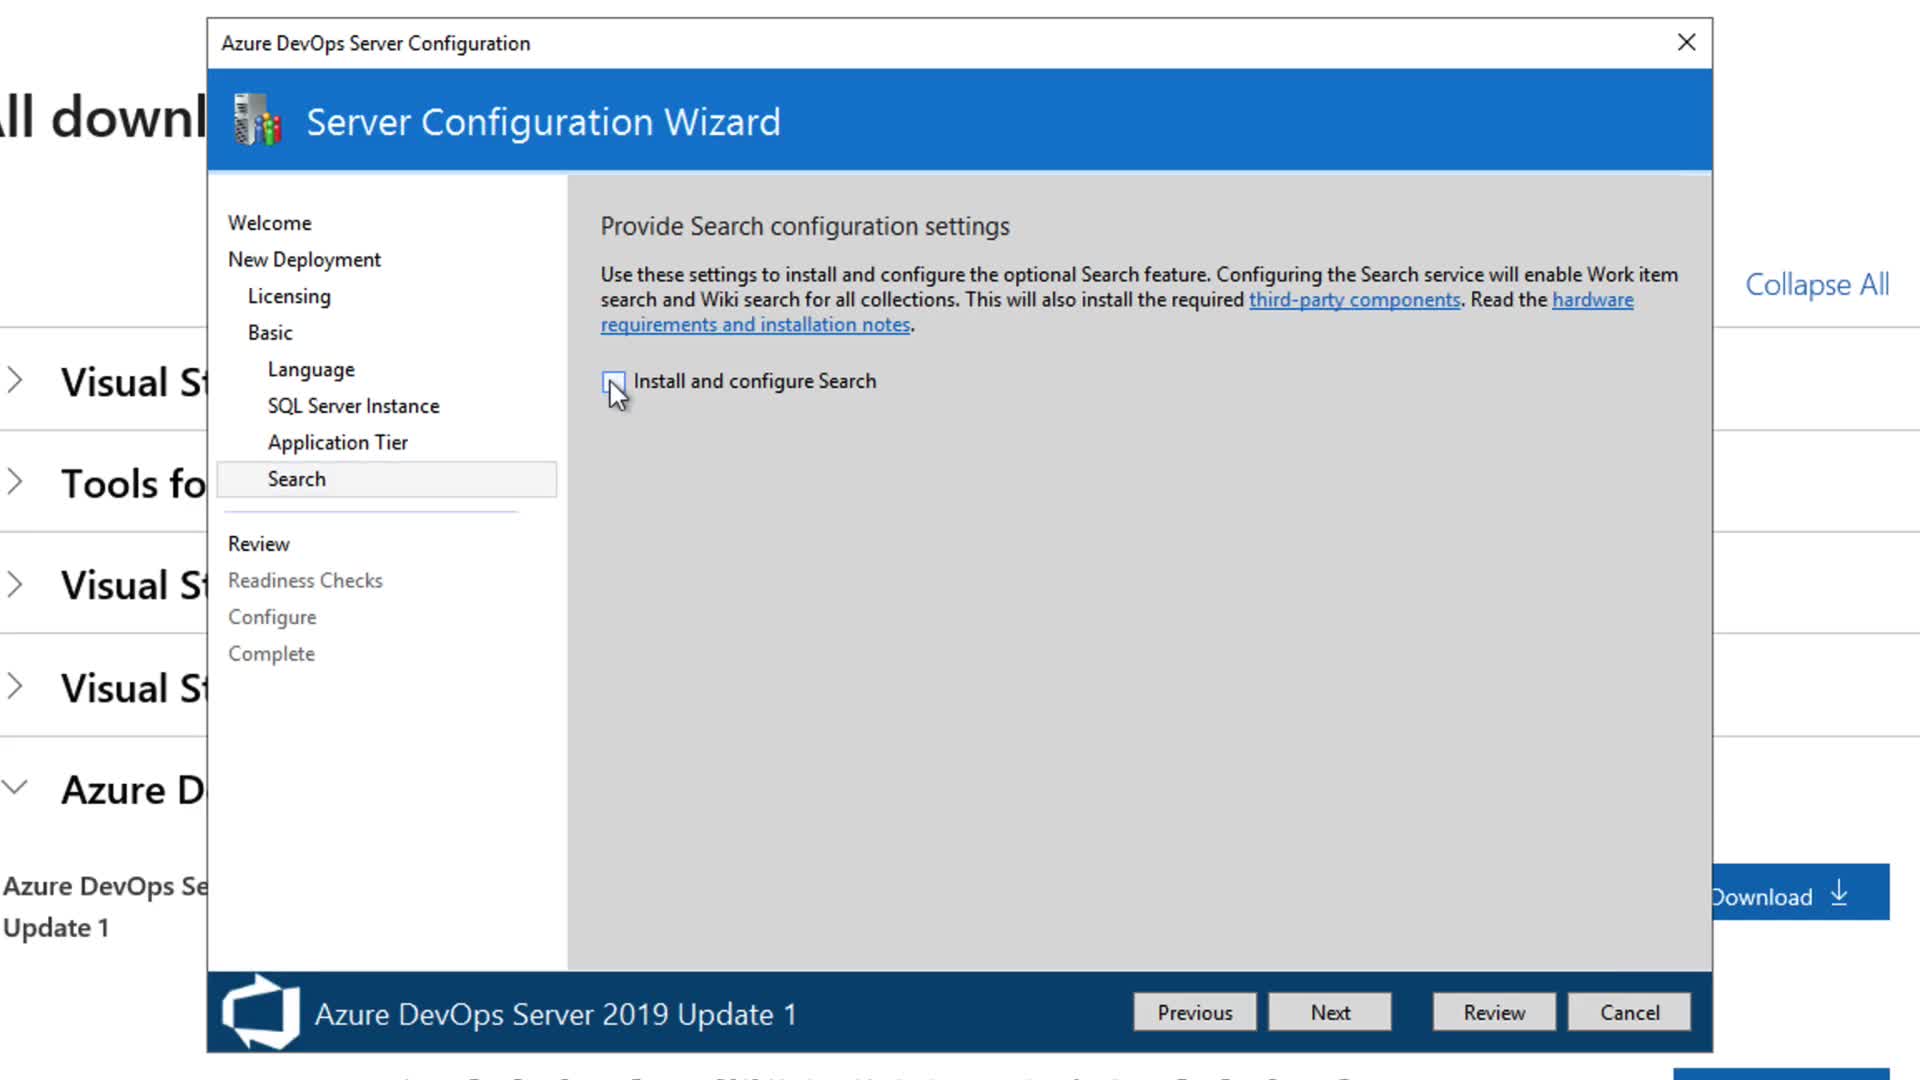 Azure DevOps Server Configuration
Server Configuration Wizard
ll downl
Welcome
New Deployment
Licensing
Basic
Language
SQL Server Instance
Application Tier
Search
Review
Readiness Checks
Configure
Complete
Provide Search configuration settings
Use these settings to install and configure the optional Search feature. Configuring the Search service will enable Work item
search and Wiki search for all collections. This will also install the required third-party components. Read the hardware
requirements and installation notes.
Install and configure Search
Collapse All
Visual St
Tools fo
Visual St
Visual St
Azure D
Azure DevOps Se
Update 1
Download
Azure DevOps Server 2019 Update 1
Previous
Next
Review
Cancel